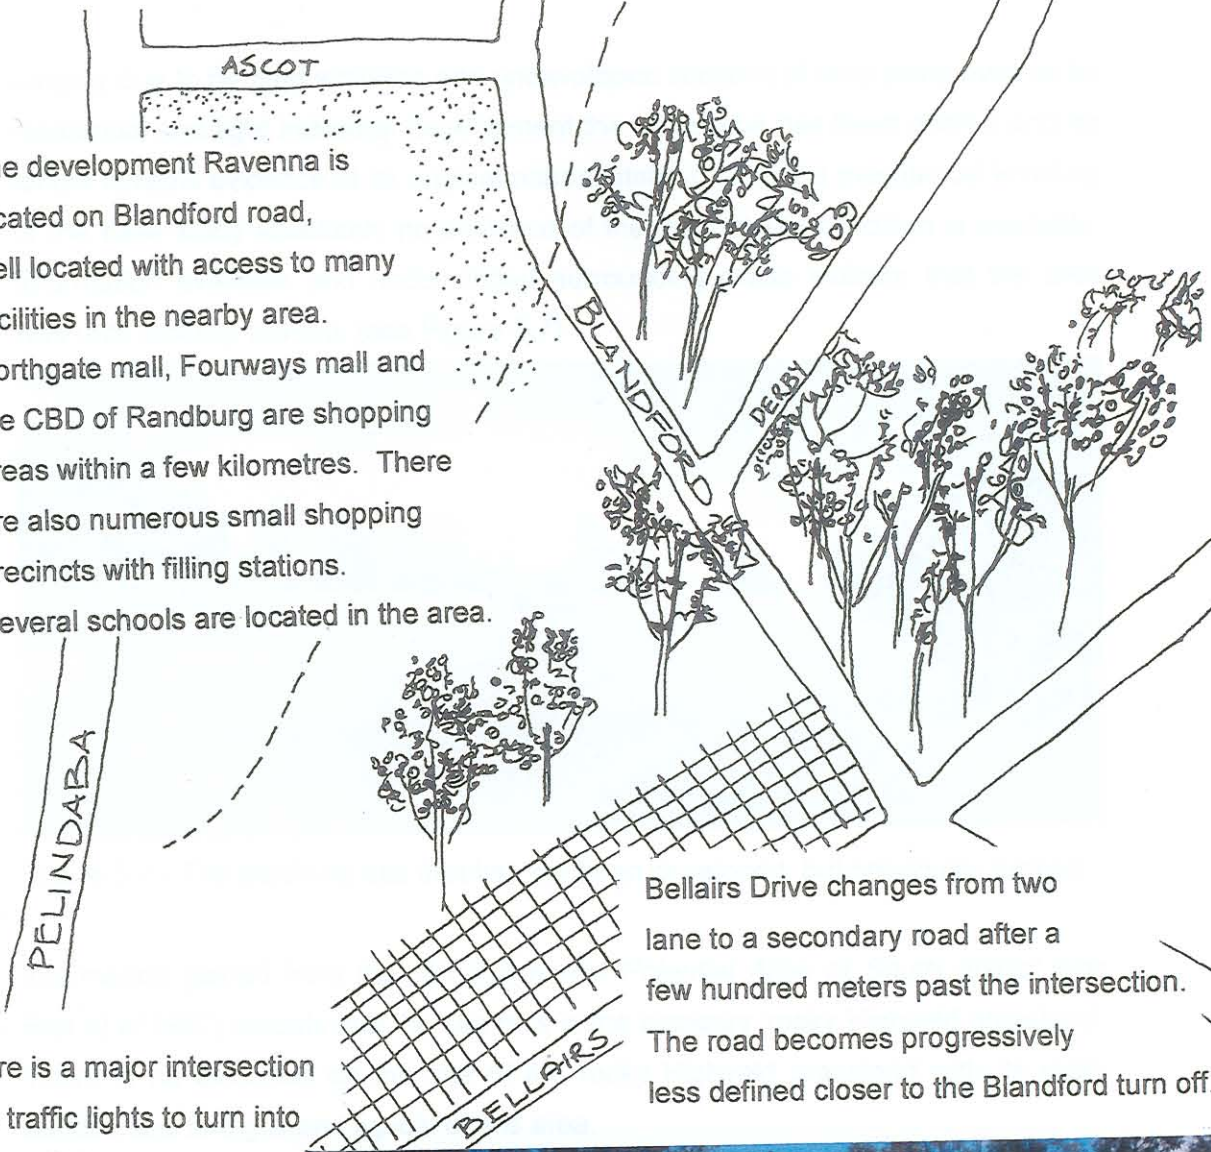 ASCOT
e development Ravenna is
cated on Blandford road,
ell located with access to many
cilities in the nearby area.
orthgate mall, Fourways mall and
e CBD of Randburg are shopping
reas within a few kilometres. There
re also numerous small shopping
recincts with filling stations.
everal schools are located in the area.
BLANDFORD
DERBY
PELINDABA
Bellairs Drive changes from two
lane to a secondary road after a
few hundred meters past the intersection.
The road becomes progressively
less defined closer to the Blandford turn off.
re is a major intersection
traffic lights to turn into
BELLAIRS